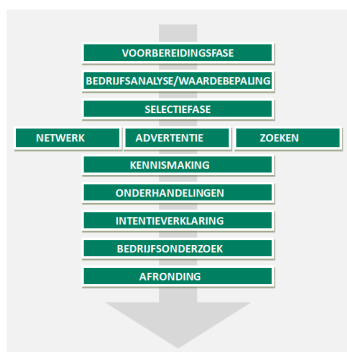 VOORBEREIDINGSFASE
BEDRIJFSANALYSE/WAARDEBEPALING
SELECTIEFASE
NETWERK ADVERTENTIE ZOEKEN
KENNISMAKING
ONDERHANDELINGEN
INTENTIEVERKLARING
BEDRIJFSONDERZOEK
AFRONDING